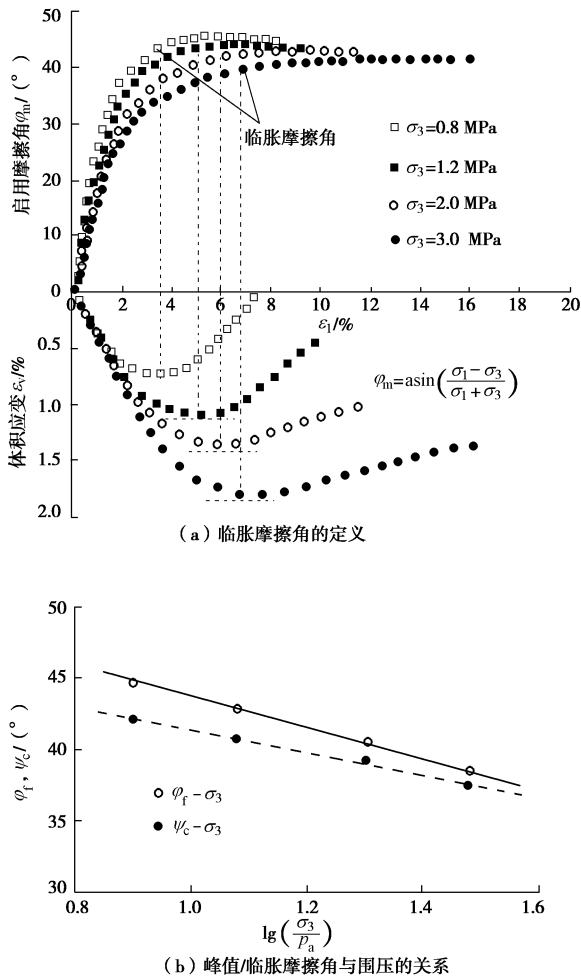 50
40
30
20
10
0
启用摩擦角φm/(°)
临胀摩擦角
σ3=0.8 MPa
σ3=1.2 MPa
σ3=2.0 MPa
σ3=3.0 MPa
0 2 4 6 8 10 12 14 16 18 20
ε1/%
0.5
1.0
1.5
2.0
体积应变εv/%
φm=asin(σ1−σ3/σ1+σ3)
(a)临胀摩擦角的定义
50
45
40
35
30
φf,ψc/(°)
φf−σ3
ψc−σ3
0.8 1.0 1.2 1.4 1.6
lg(σ3/pa)
(b)峰值/临胀摩擦角与围压的关系